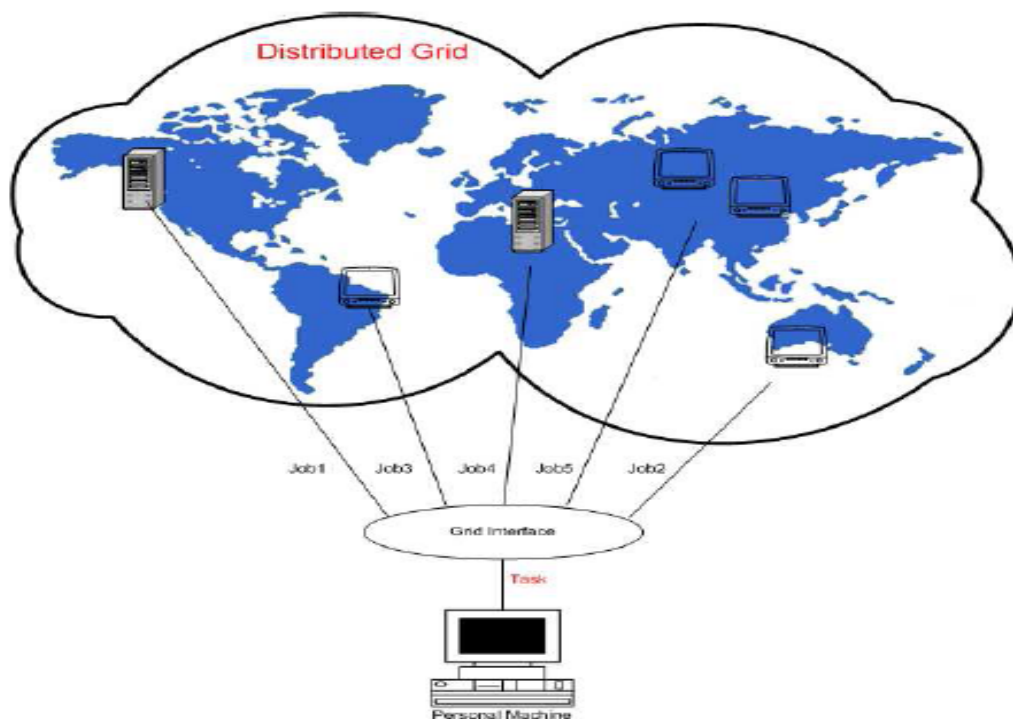 Distributed Grid
Job1 Job3 Job4 Job5 Job2
Grid Interface
Task
Personal Machine